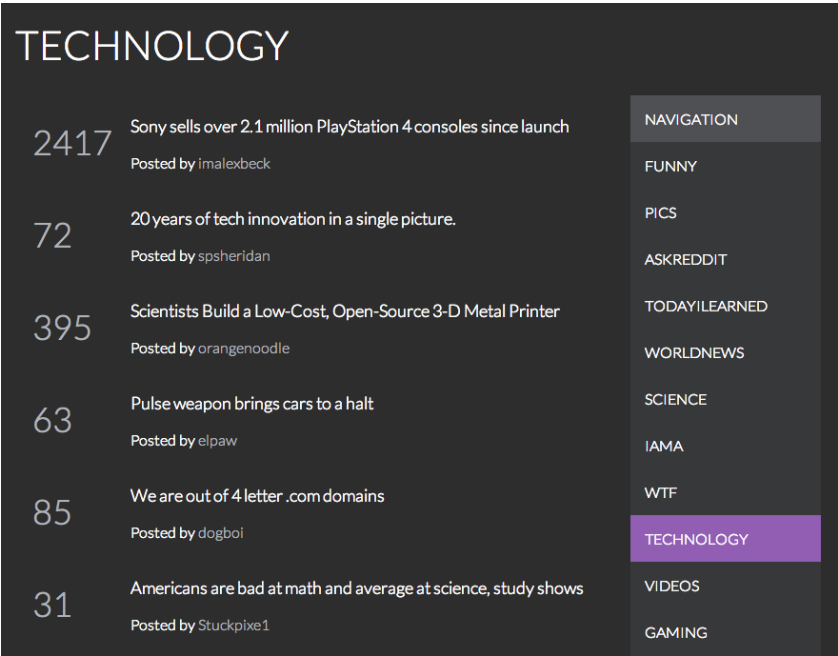 TECHNOLOGY
2417
Sony sells over 2.1 million PlayStation 4 consoles since launch
Posted by imalexbeck
72
20 years of tech innovation in a single picture.
Posted by spsheridan
395
Scientists Build a Low-Cost, Open-Source 3-D Metal Printer
Posted by orangenoodle
63
Pulse weapon brings cars to a halt
Posted by elpaw
85
We are out of 4 letter .com domains
Posted by dogboi
31
Americans are bad at math and average at science, study shows
Posted by Stuckpixe1
NAVIGATION
FUNNY
PICS
ASKREDDIT
TODAYILEARNED
WORLDNEWS
SCIENCE
IAMA
WTF
TECHNOLOGY
VIDEOS
GAMING